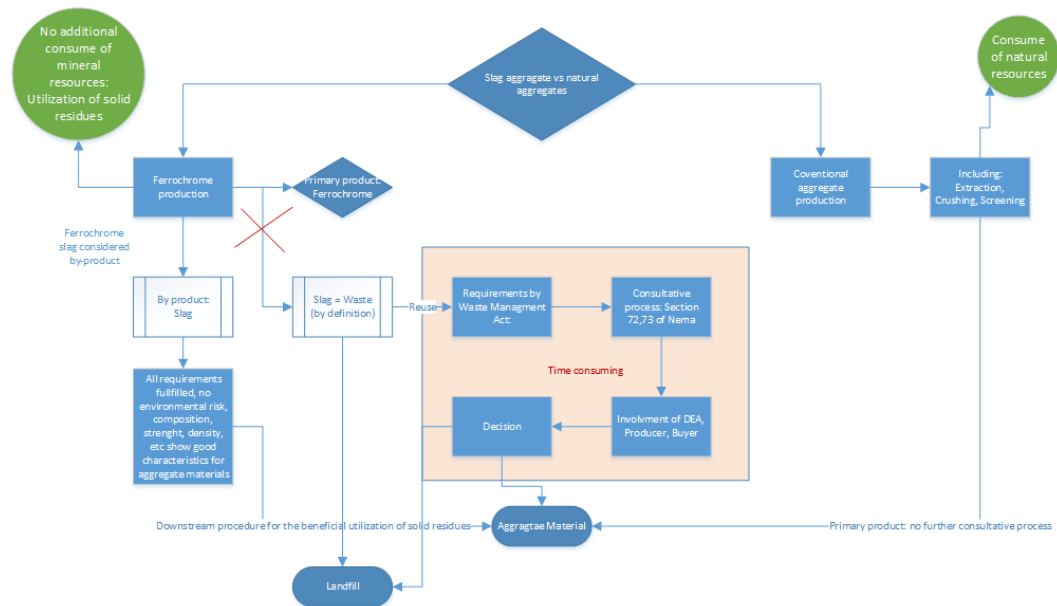 No additional
consume of
mineral
resources:
Utilization of solid
residues
Slag aggragate vs natural
aggregates
Consume
of natural
resources
Ferrochrome
production
Primary product:
Ferrochrome
Coventional
aggregate
production
Including:
Extraction,
Crushing, Screening
Ferrochrome
slag considered
by-product
By product:
Slag
Slag = Waste
(by definition)
Reuse
Requirements by
Waste Managment
Act:
Consultative
process: Section
72,73 of Nema
Time consuming
All requirements
fullfilled, no
environmental risk,
composition,
strenght, density,
etc show good
characteristics for
aggregate materials
Decision
Involvment of DEA,
Producer, Buyer
Downstream procedure for the beneficial utilization of solid residues
Aggragtae Material
Primary product: no further consultative process
Landfill